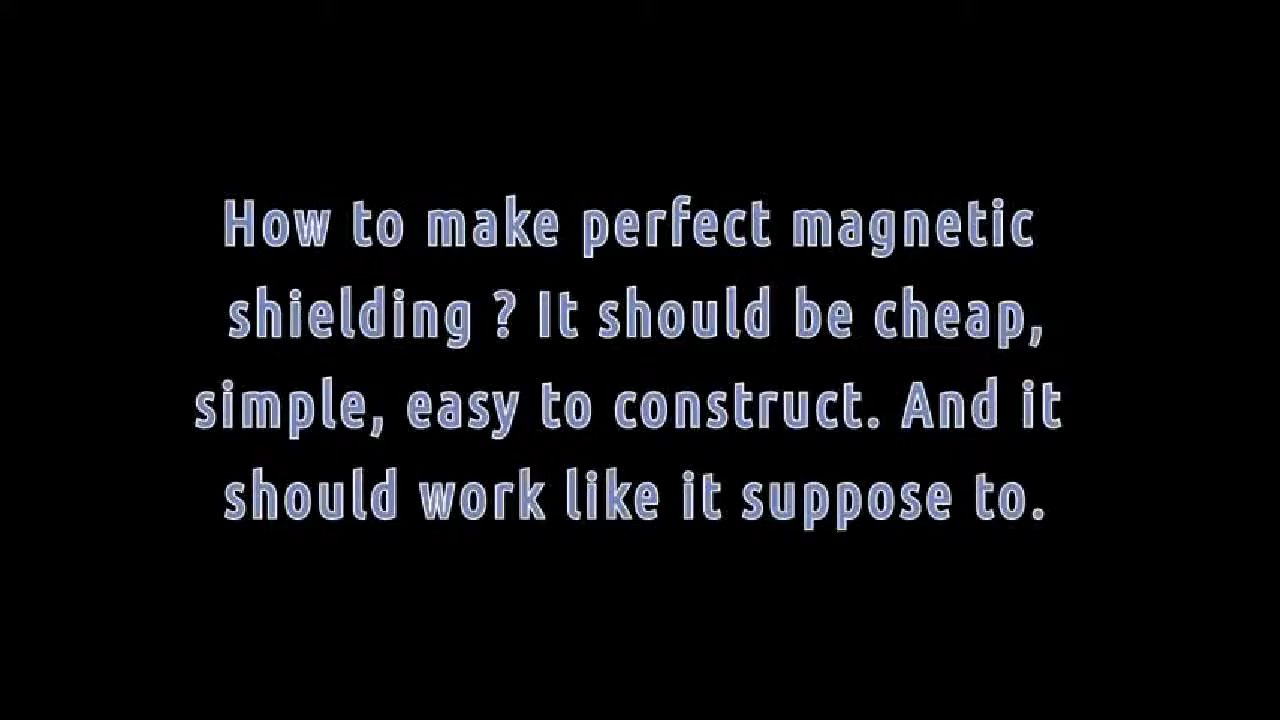 How to make perfect magnetic
shielding ? It should be cheap,
simple, easy to construct. And it
should work like it suppose to.